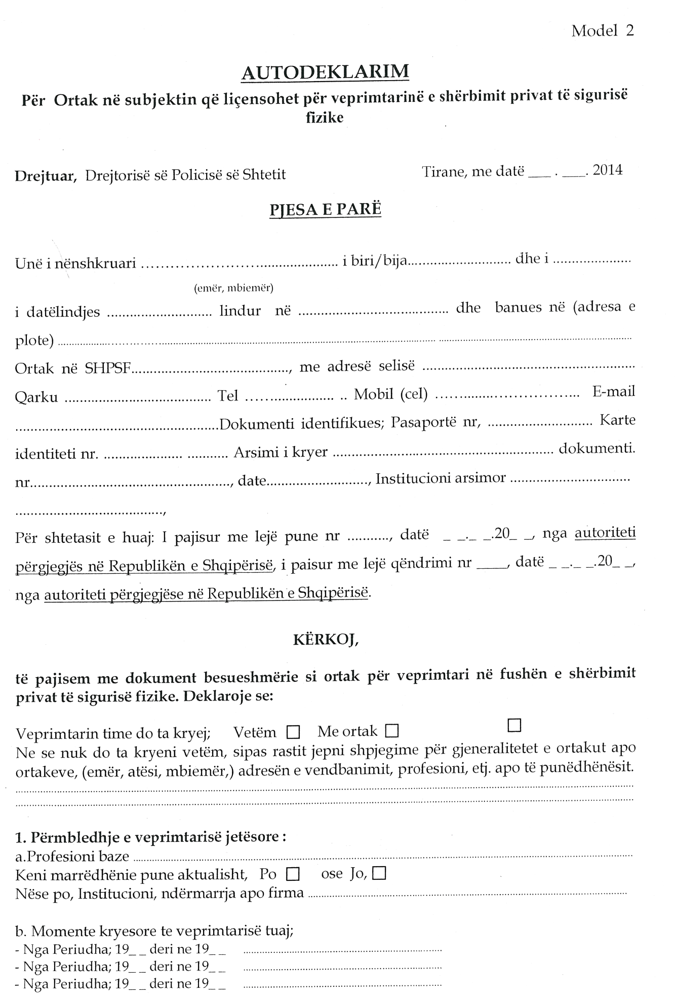 Model 2
AUTODEKLARIM
Për Ortak në subjektin që liçensohet për veprimtarinë e shërbimit privat të sigurisë
fizike
Drejtuar, Drejtorisë së Policisë së Shtetit Tirane, me datë ___ . ___. 2014
PJESA E PARË
Unë i nënshkruari ........................................ i biri/bija........................... dhe i .....................
(emër, mbiemër)
i datëlindjes ............................ lindur në ....................................... dhe banues në (adresa e
plote) ..........................................................................................................................
Ortak në SHPSF........................................., me adresë selisë ........................................................
Qarku ...................................... Tel ....................... .. Mobil (cel) ...................................... E-mail
.....................................................Dokumenti identifikues; Pasaportë nr, ........................... Karte
identiteti nr. ..................... ........... Arsimi i kryer .......................................................... dokumenti.
nr...................................................., date..........................., Institucioni arsimor ...............................
......................................,
Për shtetasit e huaj: I pajisur me lejë pune nr ..........., datë _ _._ _.20_ _, nga autoriteti
përgjegjës në Republikën e Shqipërisë, i paisur me lejë qëndrimi nr ____, datë _ _._ _.20_ _,
nga autoriteti përgjegjëse në Republikën e Shqipërisë.
KËRKOJ,
të pajisem me dokument besueshmërie si ortak për veprimtari në fushën e shërbimit
privat të sigurisë fizike. Deklaroje se:
Veprimtarin time do ta kryej; Vetëm ☐ Me ortak ☐ ☐
Ne se nuk do ta kryeni vetëm, sipas rastit jepni shpjegime për gjeneralitetet e ortakut apo
ortakeve, (emër, atësi, mbiemër,) adresën e vendbanimit, profesioni, etj. apo të punëdhënësit.
..........................................................................................................................
..........................................................................................................................
1. Përmbledhje e veprimtarisë jetësore :
a.Profesioni baze ..........................................................................................................
Keni marrëdhënie pune aktualisht, Po ☐ ose Jo, ☐
Nëse po, Institucioni, ndërmarrja apo firma ....................................................................
b. Momente kryesore te veprimtarisë tuaj;
- Nga Periudha; 19_ _ deri ne 19_ _ ..................................................
- Nga Periudha; 19_ _ deri ne 19_ _ ..................................................
- Nga Periudha; 19_ _ deri ne 19_ _ ..................................................